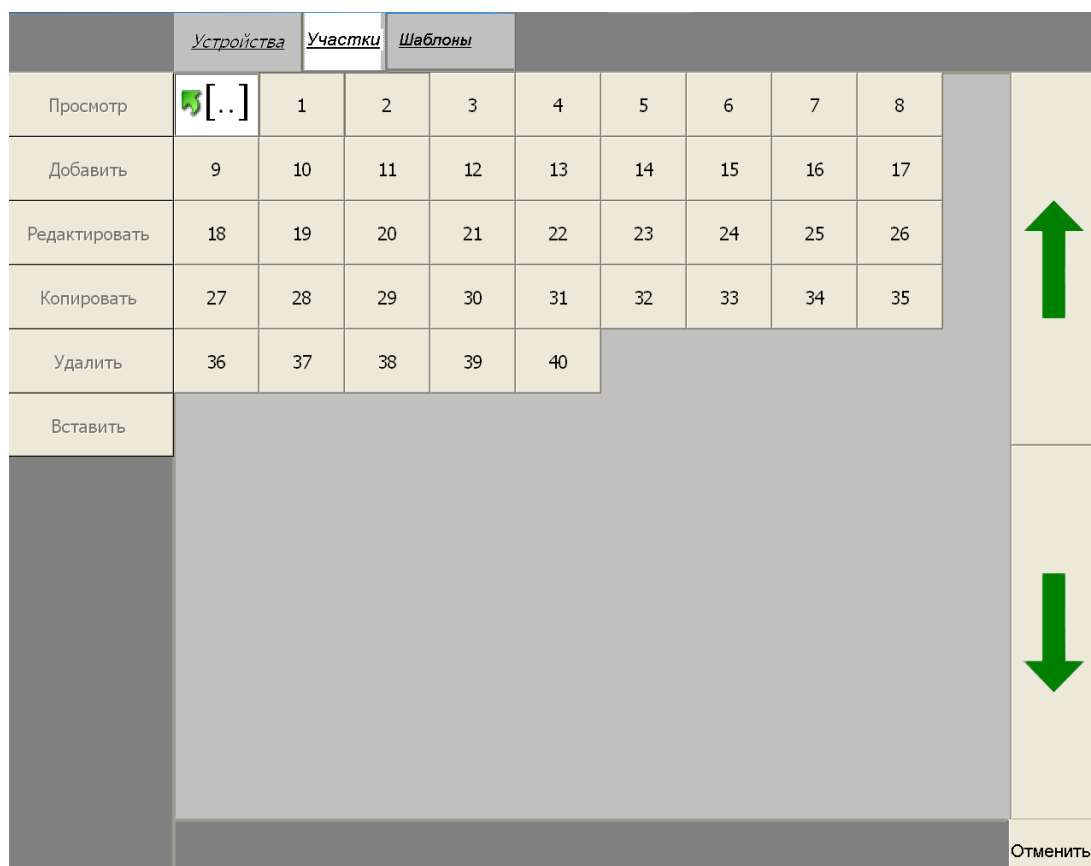 Устройства Участки Шаблоны
Просмотр [..] 1 2 3 4 5 6 7 8
Добавить 9 10 11 12 13 14 15 16 17
Редактировать 18 19 20 21 22 23 24 25 26
Копировать 27 28 29 30 31 32 33 34 35
Удалить 36 37 38 39 40
Вставить
Отменить